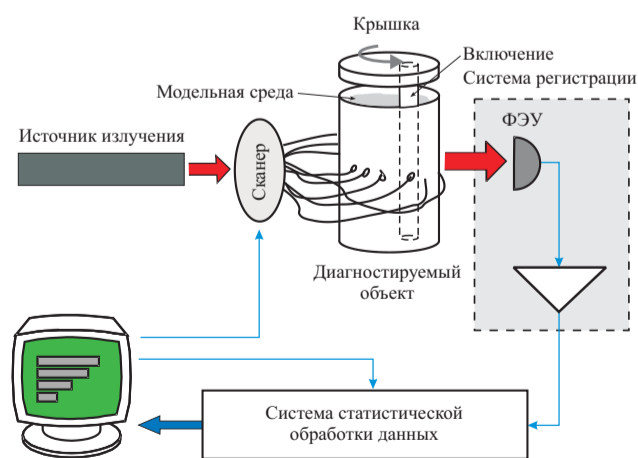 Крышка
Включение
Система регистрации
Модельная среда
ФЭУ
Источник излучения
Сканер
Диагностируемый
объект
Система статистической
обработки данных